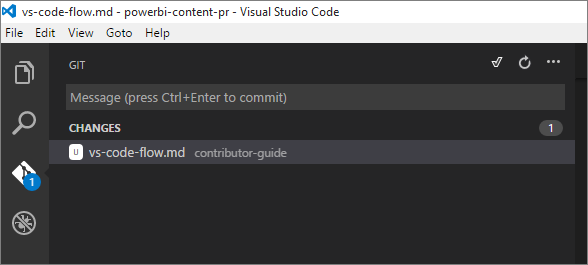 vs-code-flow.md - powerbi-content-pr - Visual Studio Code
File Edit View Goto Help
GIT
Message (press Ctrl+Enter to commit)
CHANGES 1
U vs-code-flow.md contributor-guide
1